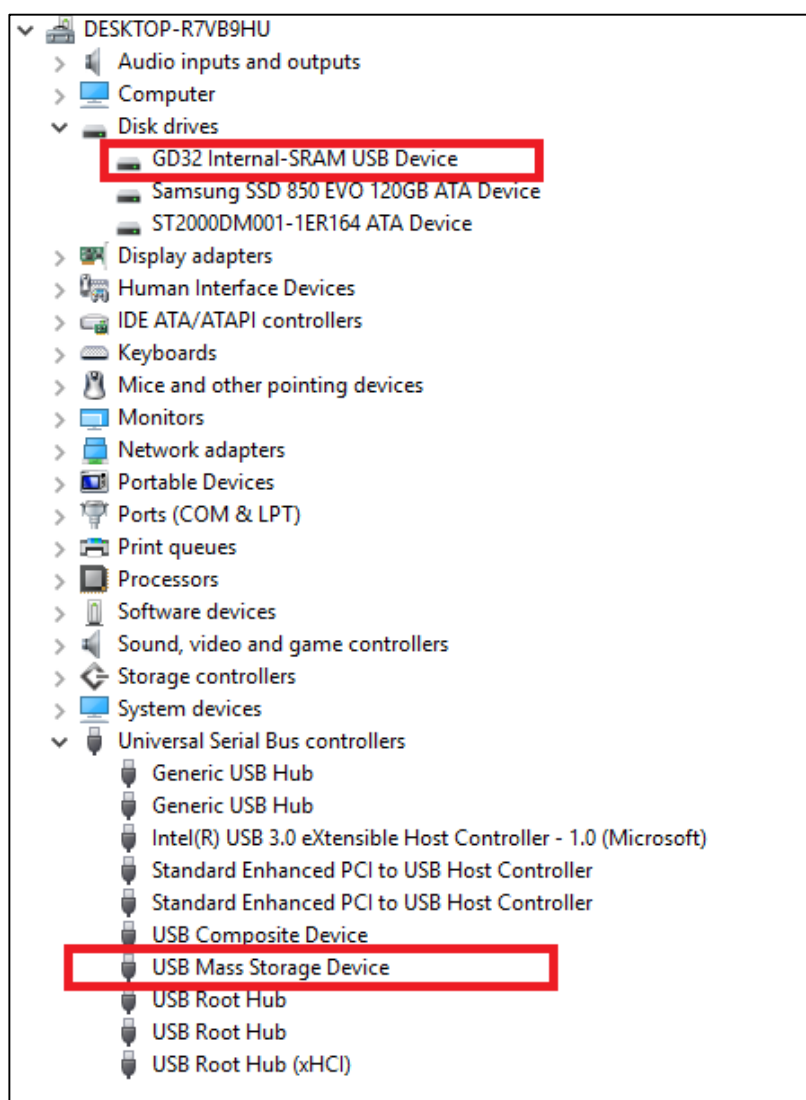 DESKTOP-R7VB9HU
Audio inputs and outputs
Computer
Disk drives
GD32 Internal-SRAM USB Device
Samsung SSD 850 EVO 120GB ATA Device
ST2000DM001-1ER164 ATA Device
Display adapters
Human Interface Devices
IDE ATA/ATAPI controllers
Keyboards
Mice and other pointing devices
Monitors
Network adapters
Portable Devices
Ports (COM & LPT)
Print queues
Processors
Software devices
Sound, video and game controllers
Storage controllers
System devices
Universal Serial Bus controllers
Generic USB Hub
Generic USB Hub
Intel(R) USB 3.0 eXtensible Host Controller - 1.0 (Microsoft)
Standard Enhanced PCI to USB Host Controller
Standard Enhanced PCI to USB Host Controller
USB Composite Device
USB Mass Storage Device
USB Root Hub
USB Root Hub
USB Root Hub (xHCI)